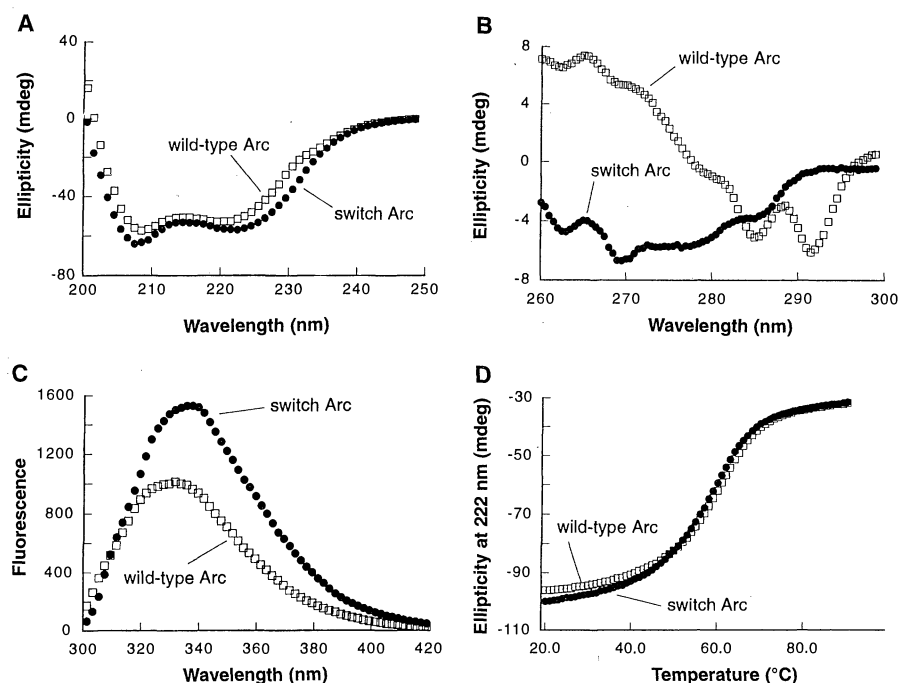 A
Ellipticity (mdeg)
40
0
-40
-80
wild-type Arc
switch Arc
200 210 220 230 240 250
Wavelength (nm)
B
Ellipticity (mdeg)
8
4
0
-4
-8
wild-type Arc
switch Arc
260 270 280 290 300
Wavelength (nm)
C
Fluorescence
1600
1200
800
400
0
switch Arc
wild-type Arc
300 320 340 360 380 400 420
Wavelength (nm)
D
Ellipticity at 222 nm (mdeg)
-30
-50
-70
-90
-110
wild-type Arc
switch Arc
20.0 40.0 60.0 80.0
Temperature (°C)